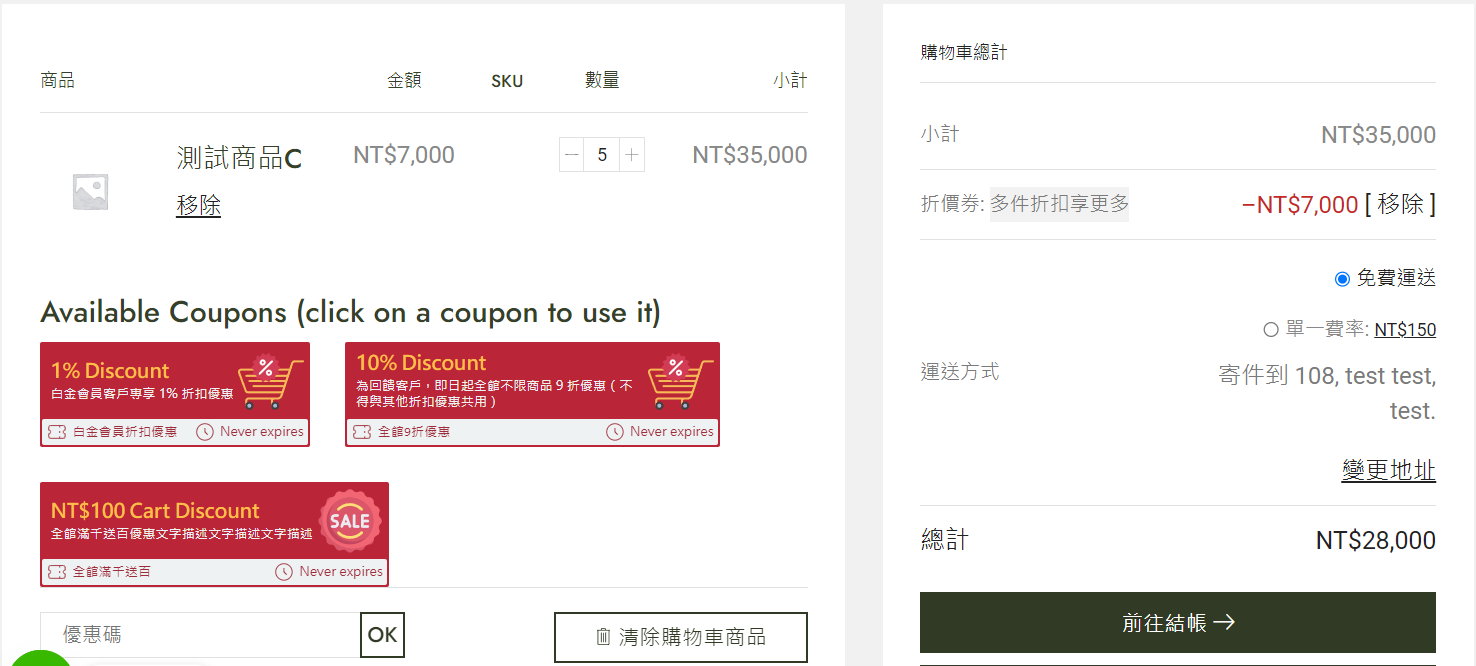 商品 金額 SKU 數量 小計
測試商品C NT$7,000 5 NT$35,000
移除
Available Coupons (click on a coupon to use it)
1% Discount
白金會員客戶專享 1% 折扣優惠
%
白金會員折扣優惠 Never expires
10% Discount
為回饋客戶，即日起全館不限商品 9 折優惠（不
得與其他折扣優惠共用）
%
全館9折優惠 Never expires
NT$100 Cart Discount
全館滿千送百優惠文字描述文字描述文字描述
SALE
全館滿千送百 Never expires
優惠碼 OK
清除購物車商品
購物車總計
小計 NT$35,000
折價券: 多件折扣享更多 −NT$7,000 [ 移除 ]
免費運送
單一費率: NT$150
運送方式
寄件到 108, test test,
test.
變更地址
總計 NT$28,000
前往結帳 →